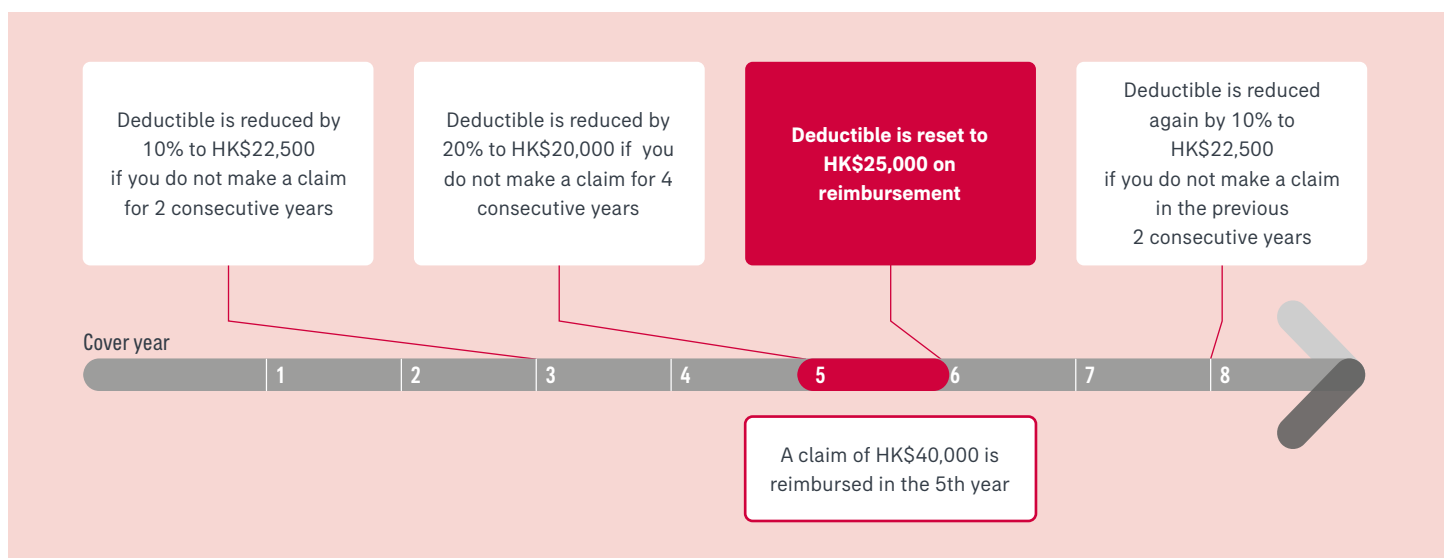 Deductible is reduced by
10% to HK$22,500
if you do not make a claim
for 2 consecutive years
Deductible is reduced by
20% to HK$20,000 if you
do not make a claim for 4
consecutive years
Deductible is reset to
HK$25,000 on
reimbursement
Deductible is reduced
again by 10% to
HK$22,500
if you do not make a claim
in the previous
2 consecutive years
Cover year
1 2 3 4 5 6 7 8
A claim of HK$40,000 is
reimbursed in the 5th year